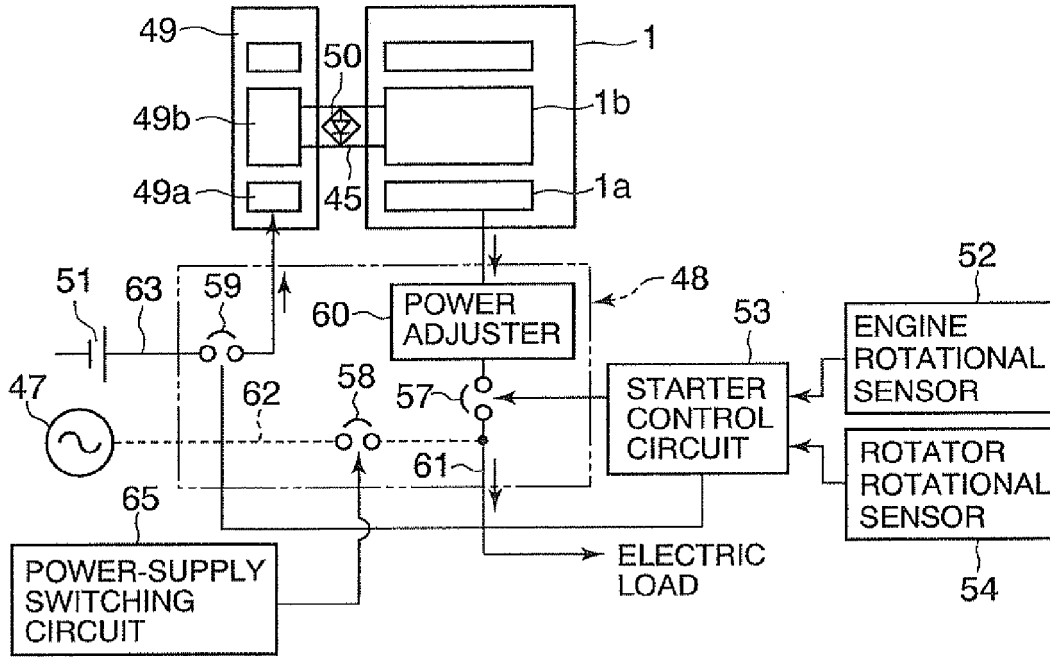 49
50
1
49b
1b
49a
45
1a
51
63
59
60
POWER
ADJUSTER
48
52
53
ENGINE
ROTATIONAL
SENSOR
47
62
58
57
STARTER
CONTROL
CIRCUIT
61
ROTATOR
ROTATIONAL
SENSOR
65
POWER-SUPPLY
SWITCHING
CIRCUIT
ELECTRIC
LOAD
54